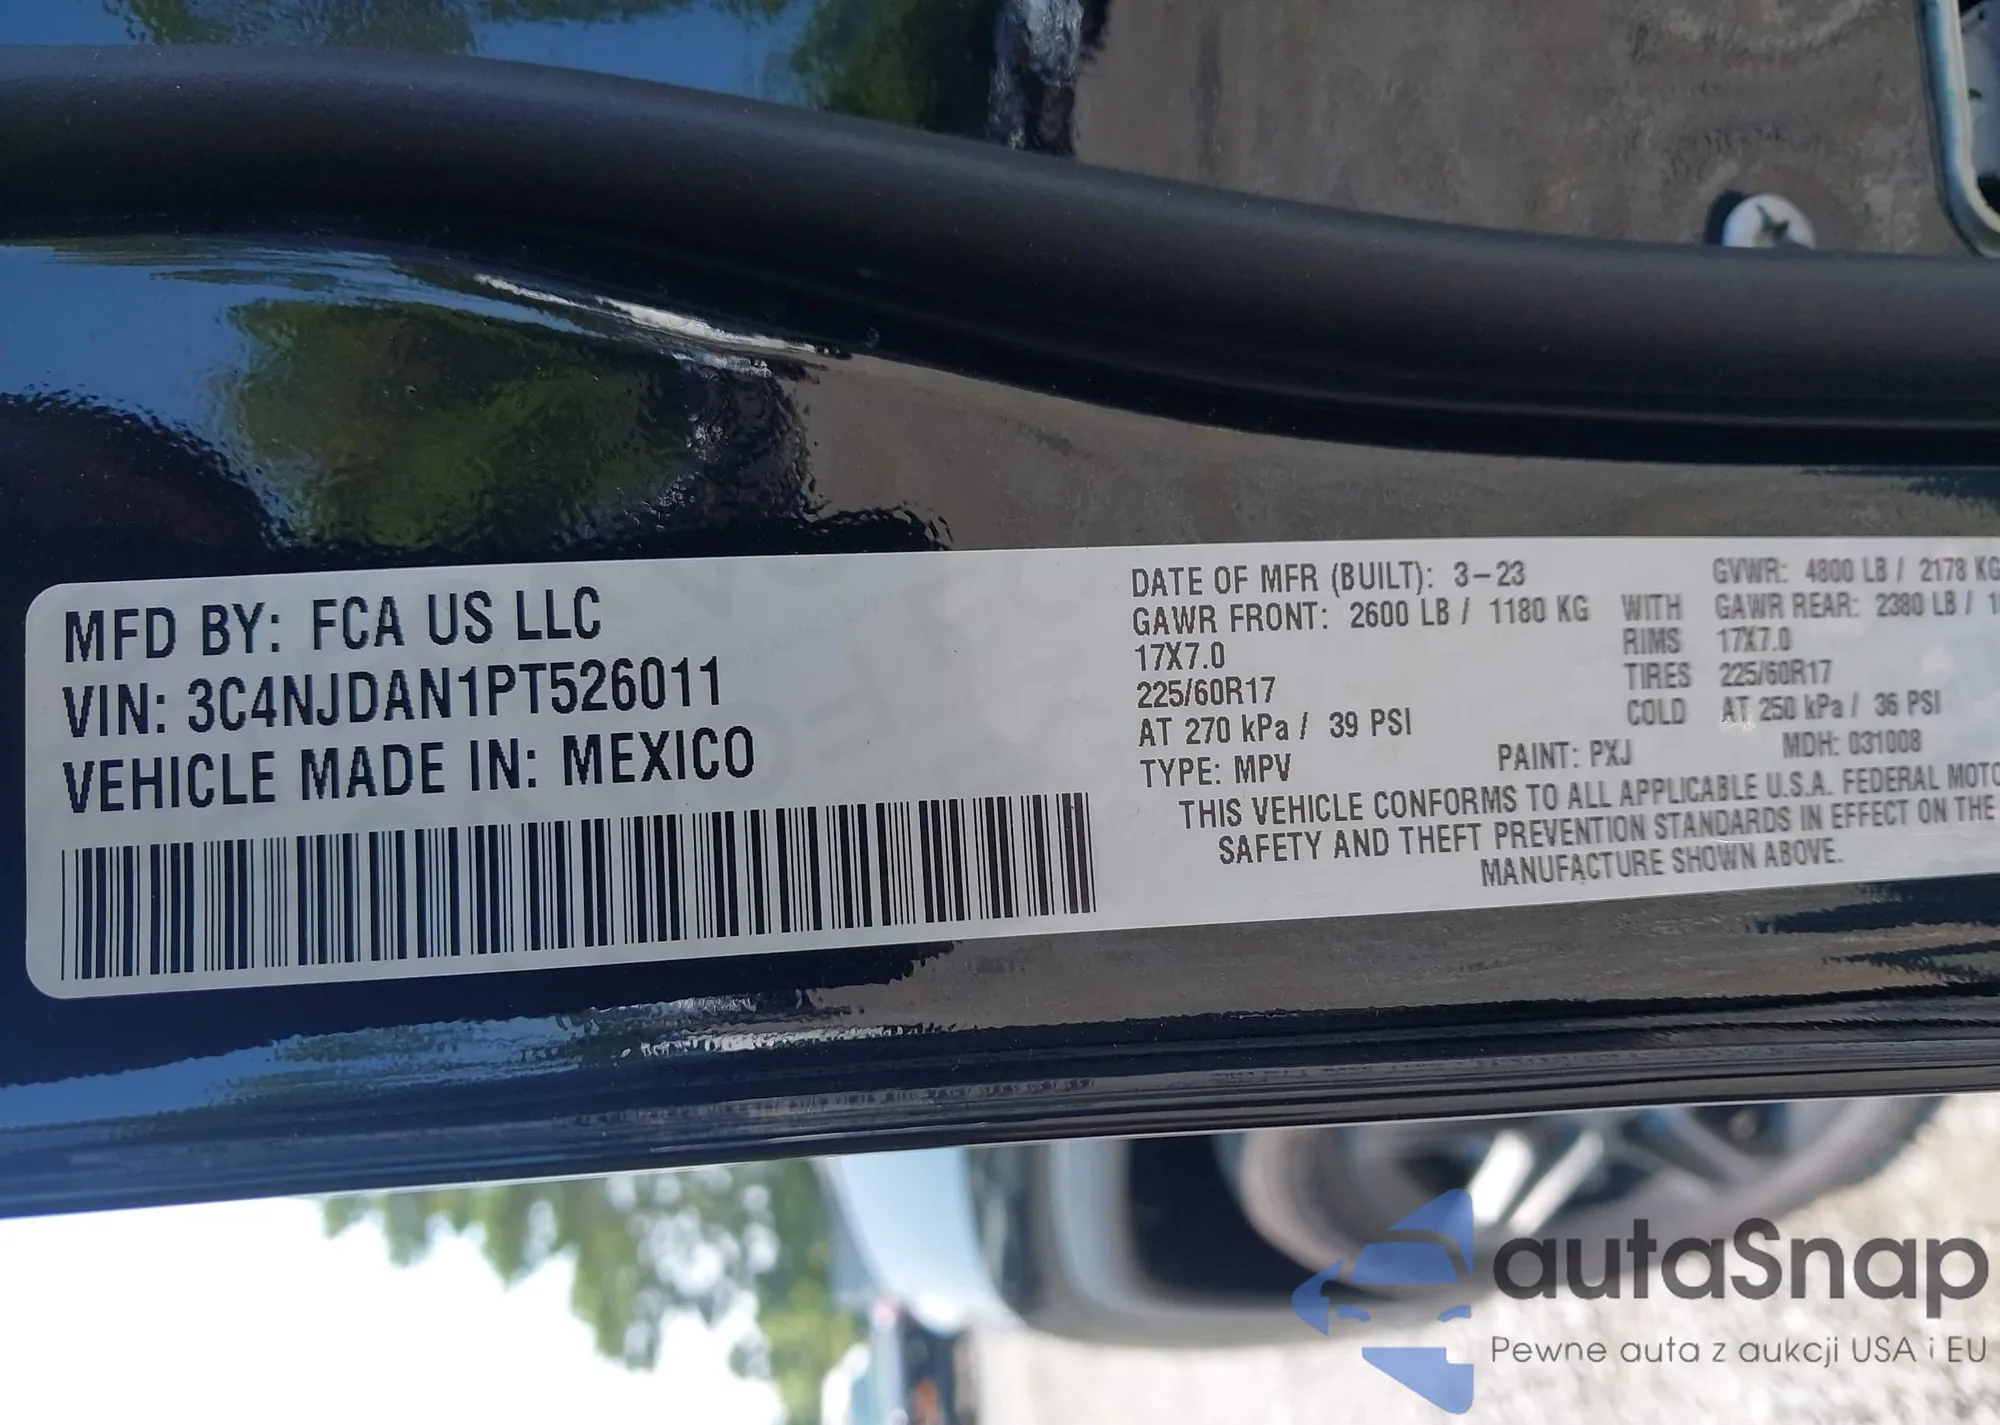 MFD BY: FCA US LLC
VIN: 3C4NJDAN1PT526011
VEHICLE MADE IN: MEXICO
DATE OF MFR (BUILT): 3-23 GVWR: 4800 LB / 2178 KG
GAWR FRONT: 2600 LB / 1180 KG WITH GAWR REAR: 2380 LB /
17X7.0 RIMS 17X7.0
225/60R17 TIRES 225/60R17
AT 270 kPa / 39 PSI COLD AT 250 kPa / 36 PSI
TYPE: MPV PAINT: PXJ MDH: 031008
THIS VEHICLE CONFORMS TO ALL APPLICABLE U.S.A. FEDERAL
SAFETY AND THEFT PREVENTION STANDARDS IN EFFECT ON THE
MANUFACTURE SHOWN ABOVE.
autaSnap
Pewne auta z aukcji USA i EU